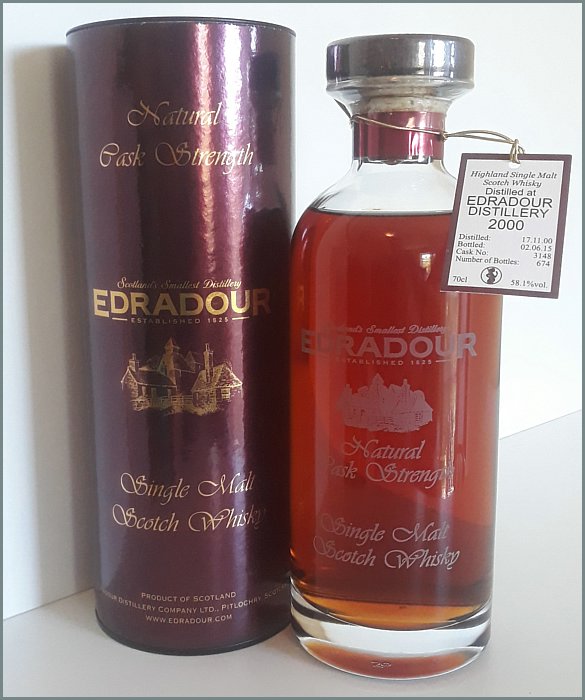 Natural
Cask Strength
Scotland's Smallest Distillery
EDRADOUR
ESTABLISHED 1825
Single Malt
Scotch Whisky
PRODUCT OF SCOTLAND
DISTILLERY COMPANY LTD., PITLOCHRY,
WWW.EDRADOUR.COM
Highland Single Malt
Scotch Whisky
Distilled at
EDRADOUR
DISTILLERY
2000
Distilled: 17.11.00
Bottled: 02.06.15
Cask No: 3148
Number of Bottles: 674
70cl 58.1%vol.
Scotland's Smallest Distillery
EDRADOUR
ESTABLISHED 1825
Natural
Cask Strength
Single Malt
Scotch Whisky